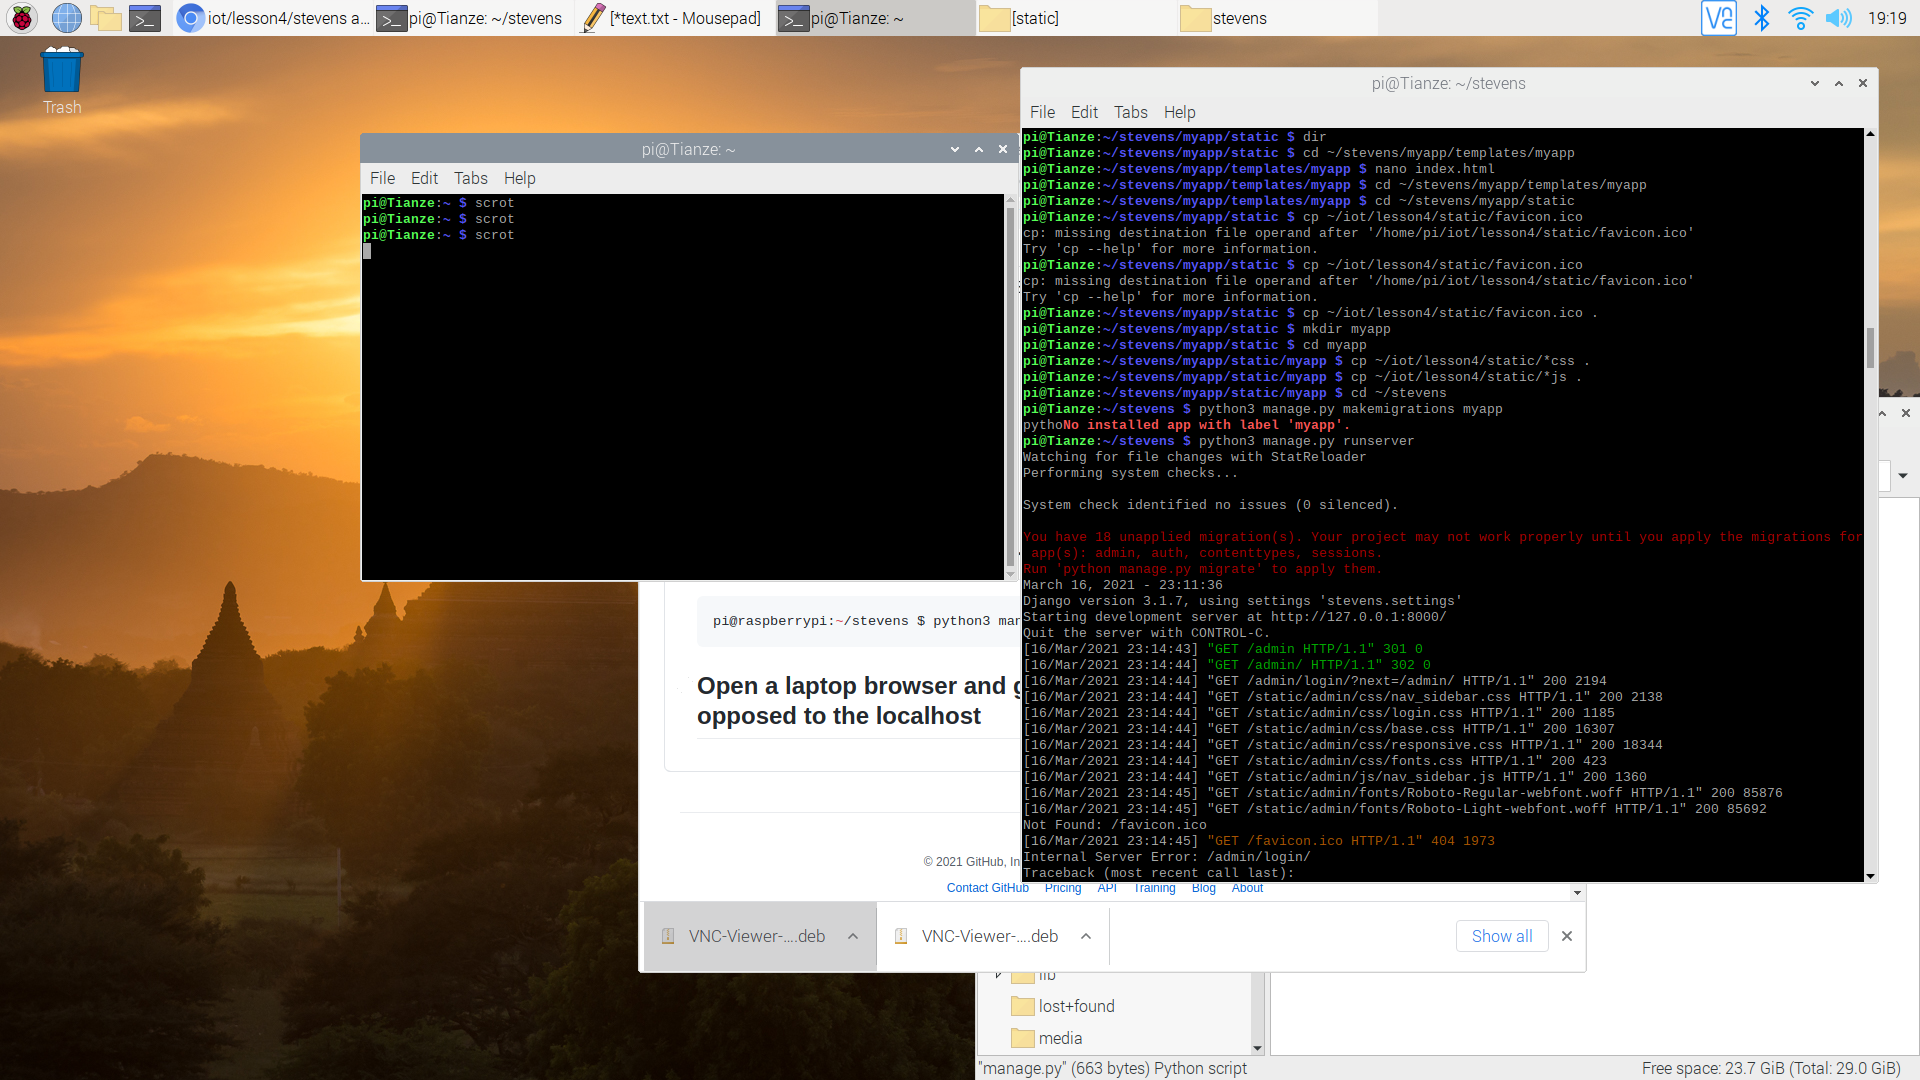 iot/lesson4/stevens a...
pi@Tianze: ~/stevens
[*text.txt - Mousepad]
pi@Tianze: ~
[static]
stevens
19:19
Trash
pi@Tianze: ~
File Edit Tabs Help
pi@Tianze:~ $ scrot
pi@Tianze:~ $ scrot
pi@Tianze:~ $ scrot
pi@Tianze: ~/stevens
File Edit Tabs Help
pi@Tianze:~/stevens/myapp/static $ dir
pi@Tianze:~/stevens/myapp/static $ cd ~/stevens/myapp/templates/myapp
pi@Tianze:~/stevens/myapp/templates/myapp $ nano index.html
pi@Tianze:~/stevens/myapp/templates/myapp $ cd ~/stevens/myapp/templates/myapp
pi@Tianze:~/stevens/myapp/templates/myapp $ cd ~/stevens/myapp/static
pi@Tianze:~/stevens/myapp/static $ cp ~/iot/lesson4/static/favicon.ico
cp: missing destination file operand after '/home/pi/iot/lesson4/static/favicon.ico'
Try 'cp --help' for more information.
pi@Tianze:~/stevens/myapp/static $ cp ~/iot/lesson4/static/favicon.ico
cp: missing destination file operand after '/home/pi/iot/lesson4/static/favicon.ico'
Try 'cp --help' for more information.
pi@Tianze:~/stevens/myapp/static $ cp ~/iot/lesson4/static/favicon.ico .
pi@Tianze:~/stevens/myapp/static $ mkdir myapp
pi@Tianze:~/stevens/myapp/static $ cd myapp
pi@Tianze:~/stevens/myapp/static/myapp $ cp ~/iot/lesson4/static/*css .
pi@Tianze:~/stevens/myapp/static/myapp $ cp ~/iot/lesson4/static/*js .
pi@Tianze:~/stevens/myapp/static/myapp $ cd ~/stevens
pi@Tianze:~/stevens $ python3 manage.py makemigrations myapp
pythoNo installed app with label 'myapp'.
pi@Tianze:~/stevens $ python3 manage.py runserver
Watching for file changes with StatReloader
Performing system checks...
System check identified no issues (0 silenced).
You have 18 unapplied migration(s). Your project may not work properly until you apply the migrations for
app(s): admin, auth, contenttypes, sessions.
Run 'python manage.py migrate' to apply them.
March 16, 2021 - 23:11:36
Django version 3.1.7, using settings 'stevens.settings'
Starting development server at http://127.0.0.1:8000/
Quit the server with CONTROL-C.
[16/Mar/2021 23:14:43] "GET /admin HTTP/1.1" 301 0
[16/Mar/2021 23:14:44] "GET /admin/ HTTP/1.1" 302 0
[16/Mar/2021 23:14:44] "GET /admin/login/?next=/admin/ HTTP/1.1" 200 2194
[16/Mar/2021 23:14:44] "GET /static/admin/css/nav_sidebar.css HTTP/1.1" 200 2138
[16/Mar/2021 23:14:44] "GET /static/admin/css/login.css HTTP/1.1" 200 1185
[16/Mar/2021 23:14:44] "GET /static/admin/css/base.css HTTP/1.1" 200 16307
[16/Mar/2021 23:14:44] "GET /static/admin/css/responsive.css HTTP/1.1" 200 18344
[16/Mar/2021 23:14:44] "GET /static/admin/css/fonts.css HTTP/1.1" 200 423
[16/Mar/2021 23:14:44] "GET /static/admin/js/nav_sidebar.js HTTP/1.1" 200 1360
[16/Mar/2021 23:14:45] "GET /static/admin/fonts/Roboto-Regular-webfont.woff HTTP/1.1" 200 85876
[16/Mar/2021 23:14:45] "GET /static/admin/fonts/Roboto-Light-webfont.woff HTTP/1.1" 200 85692
Not Found: /favicon.ico
[16/Mar/2021 23:14:45] "GET /favicon.ico HTTP/1.1" 404 1973
Internal Server Error: /admin/login/
Traceback (most recent call last):
pi@raspberrypi:~/stevens $ python3 man
Open a laptop browser and g
opposed to the localhost
© 2021 GitHub, In
Contact GitHub Pricing API Training Blog About
VNC-Viewer-....deb
VNC-Viewer-....deb
Show all
lib
lost+found
media
"manage.py" (663 bytes) Python script
Free space: 23.7 GiB (Total: 29.0 GiB)